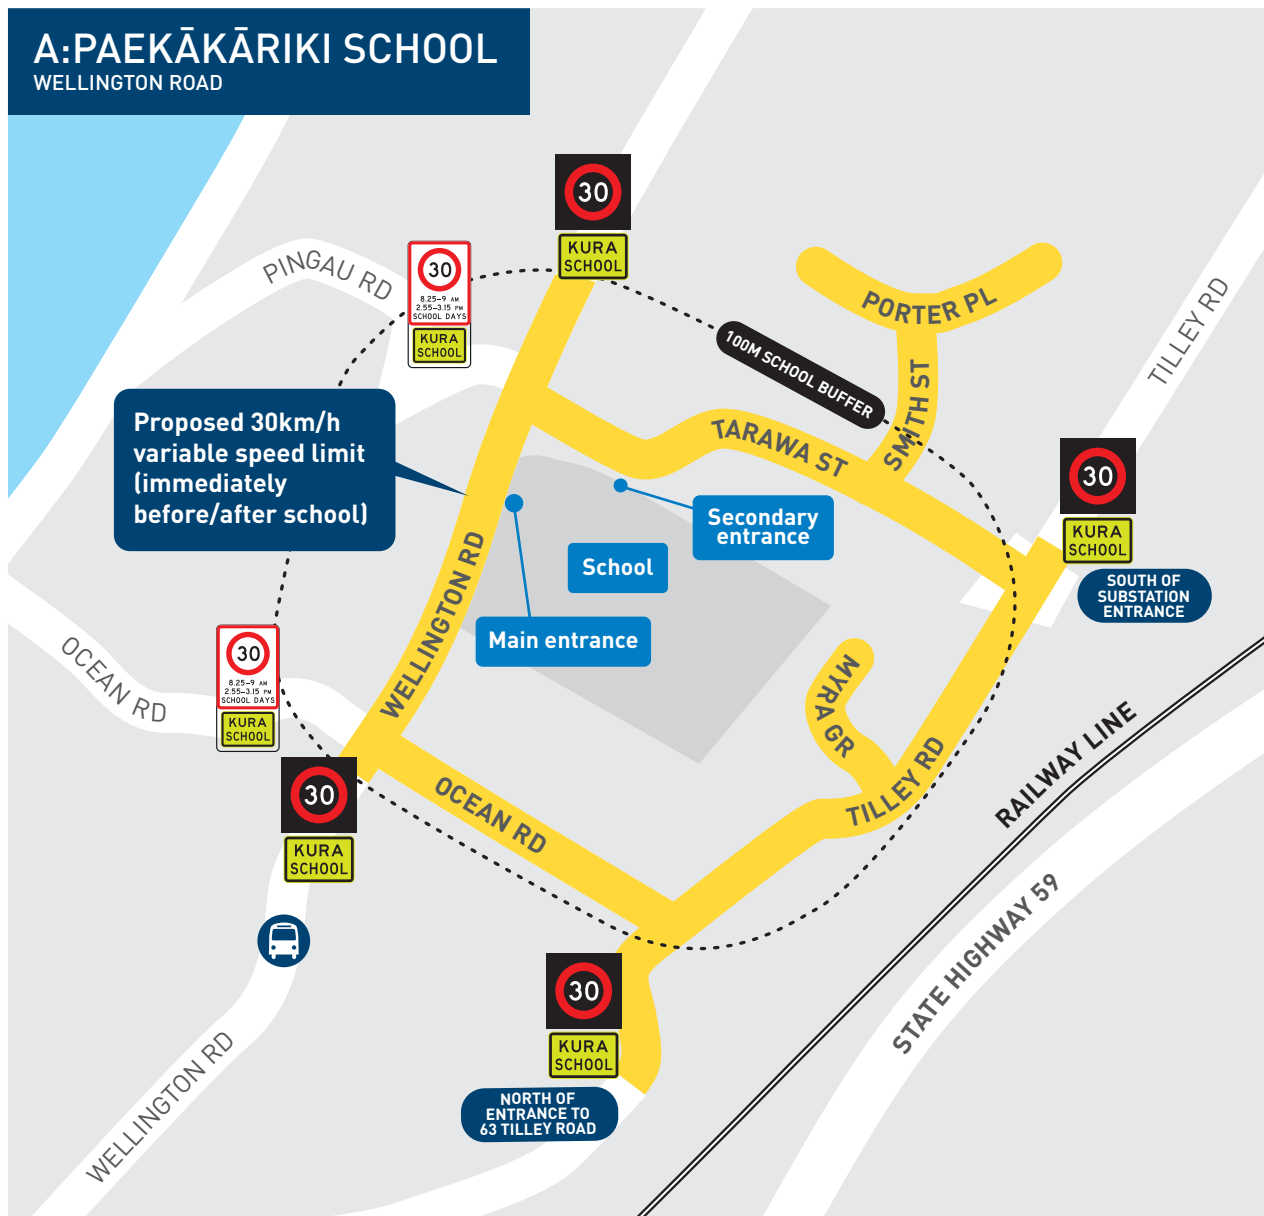 A:PAEKĀKĀRIKI SCHOOL
WELLINGTON ROAD
30
KURA
SCHOOL
PINGAU RD
30
8.25–9 AM
2.55–3.15 PM
SCHOOL DAYS
KURA
SCHOOL
PORTER PL
TILLEY RD
100M SCHOOL BUFFER
SMITH ST
TARAWA ST
Proposed 30km/h
variable speed limit
(immediately
before/after school)
30
KURA
SCHOOL
SOUTH OF
SUBSTATION
ENTRANCE
Secondary
entrance
School
Main entrance
WELLINGTON RD
OCEAN RD
30
8.25–9 AM
2.55–3.15 PM
SCHOOL DAYS
KURA
SCHOOL
MYRA GR
TILLEY RD
RAILWAY LINE
30
KURA
SCHOOL
OCEAN RD
STATE HIGHWAY 59
30
KURA
SCHOOL
NORTH OF
ENTRANCE TO
63 TILLEY ROAD
WELLINGTON RD